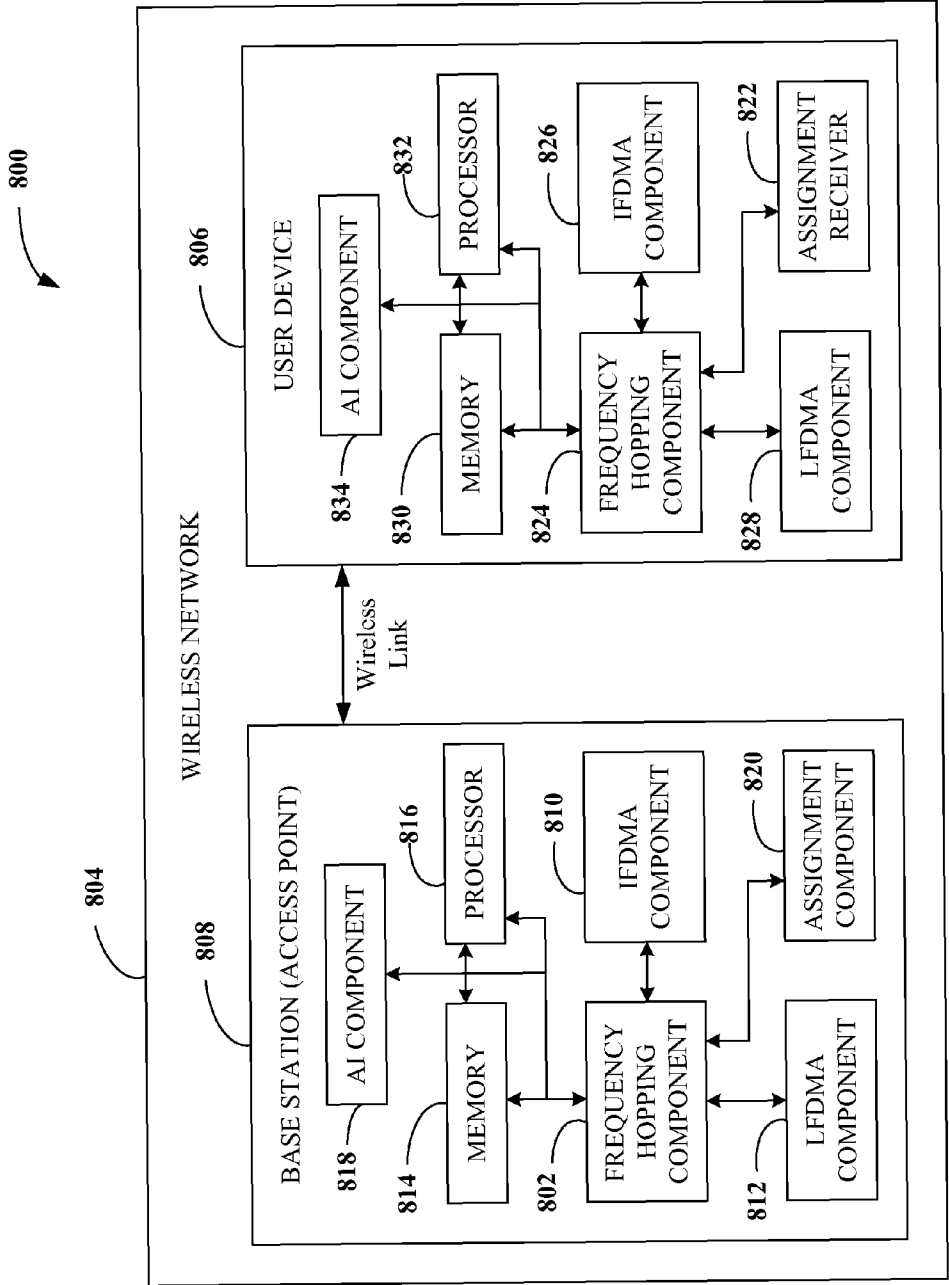 800
804
WIRELESS NETWORK
808
BASE STATION (ACCESS POINT)
AI COMPONENT
818
MEMORY
814
PROCESSOR
816
FREQUENCY
HOPPING
COMPONENT
802
IFDMA
COMPONENT
810
LFDMA
COMPONENT
812
ASSIGNMENT
COMPONENT
820
Wireless
Link
806
USER DEVICE
AI COMPONENT
834
MEMORY
830
PROCESSOR
832
FREQUENCY
HOPPING
COMPONENT
824
IFDMA
COMPONENT
826
LFDMA
COMPONENT
828
ASSIGNMENT
RECEIVER
822